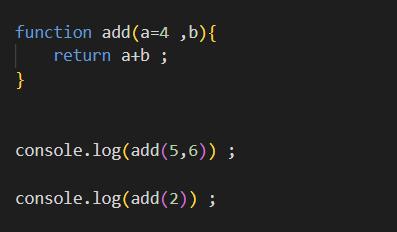 function add(a=4 ,b){
    return a+b ;
}
console.log(add(5,6)) ;
console.log(add(2)) ;